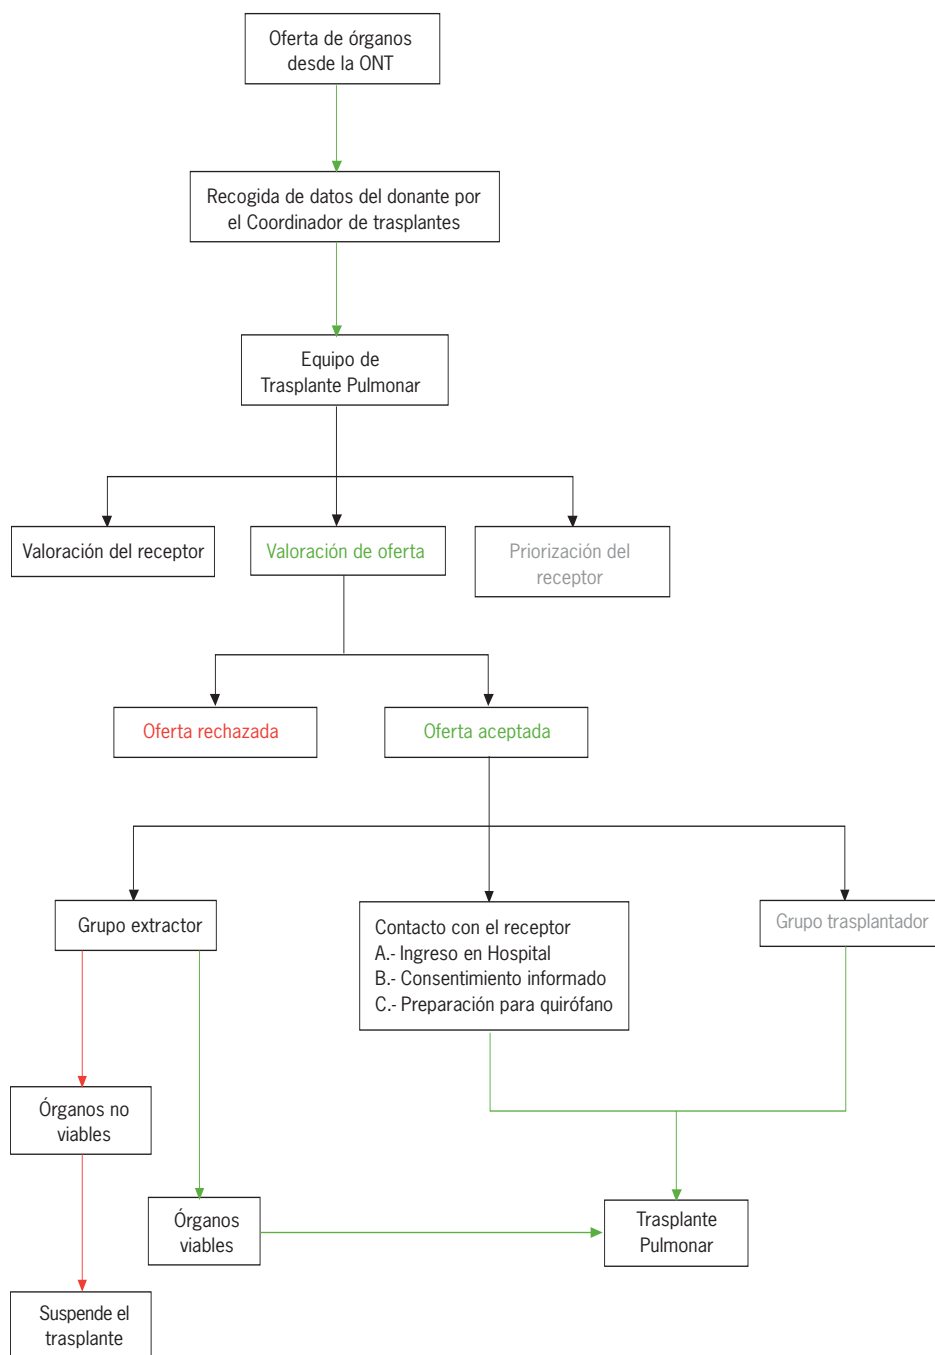 Oferta de órganos
desde la ONT
Recogida de datos del donante por
el Coordinador de trasplantes
Equipo de
Trasplante Pulmonar
Valoración del receptor
Valoración de oferta
Priorización del
receptor
Oferta rechazada
Oferta aceptada
Grupo extractor
Contacto con el receptor
A.- Ingreso en Hospital
B.- Consentimiento informado
C.- Preparación para quirófano
Grupo trasplantador
Órganos no
viables
Órganos
viables
Trasplante
Pulmonar
Suspende el
trasplante